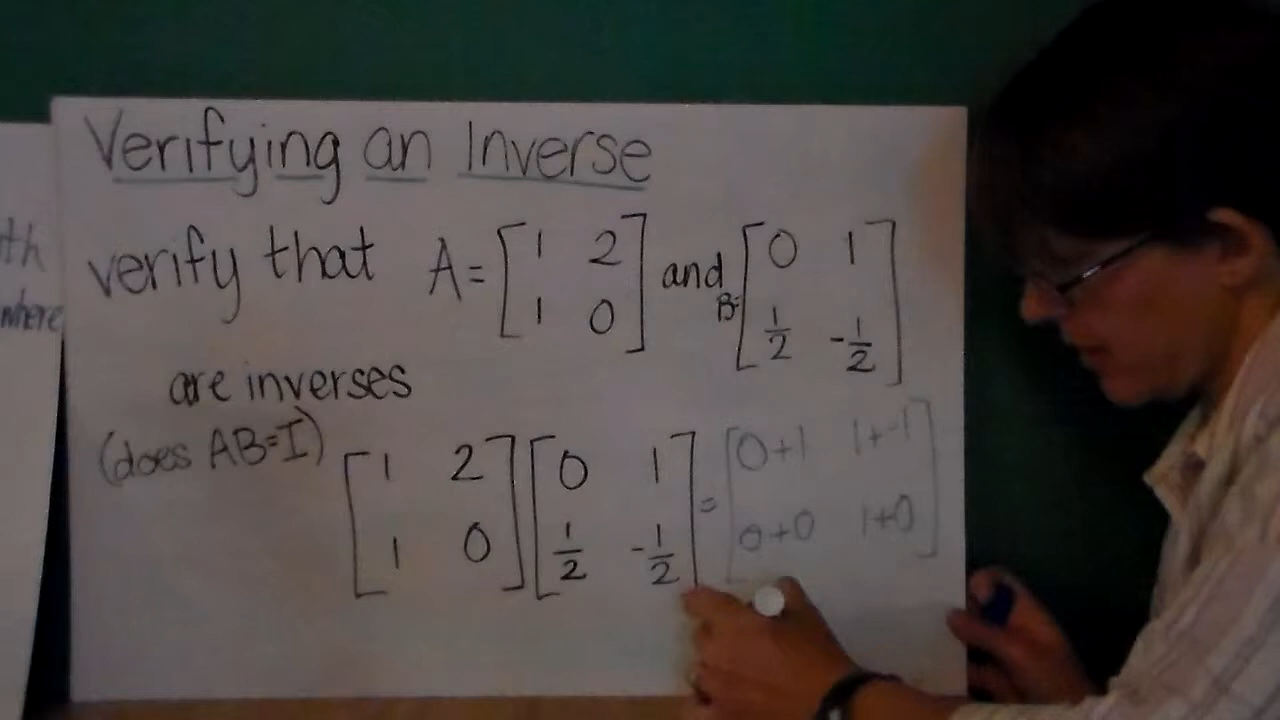 Verifying an Inverse
verify that A = [1 2; 1 0] and B = [0 1; 1/2 -1/2]
are inverses
(does AB=I)
[1 2; 1 0] [0 1; 1/2 -1/2] = [0+1 1+-1; 0+0 1+0]
th
where